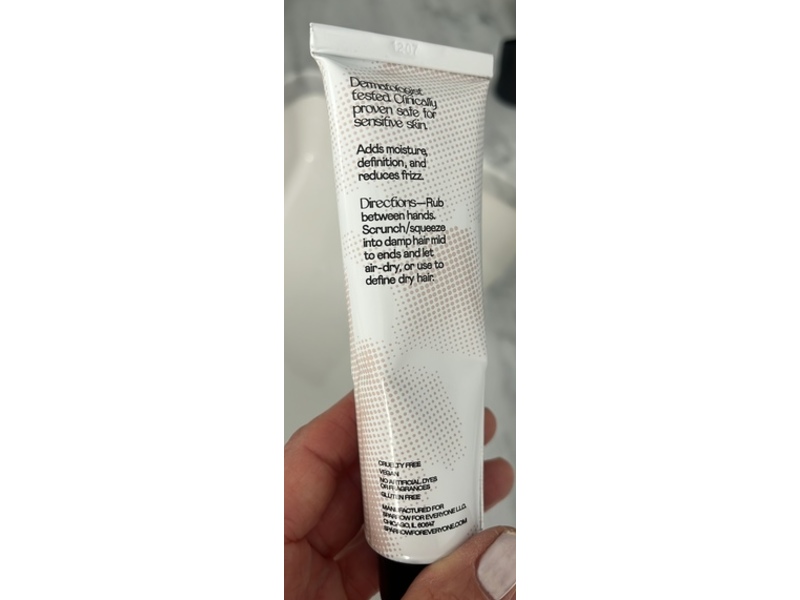 1207
Dermatologist
tested. Clinically
proven safe for
sensitive skin.
Adds moisture,
definition, and
reduces frizz.
Directions—Rub
between hands.
Scrunch/squeeze
into damp hair mid
to ends and let
air-dry, or use to
define dry hair.
CRUELTY FREE
VEGAN
NO ARTIFICIAL DYES
OR FRAGRANCES
GLUTEN FREE
MANUFACTURED FOR
SPARROW FOR EVERYONE LLC,
CHICAGO, IL 60647
SPARROWFOREVERYONE.COM